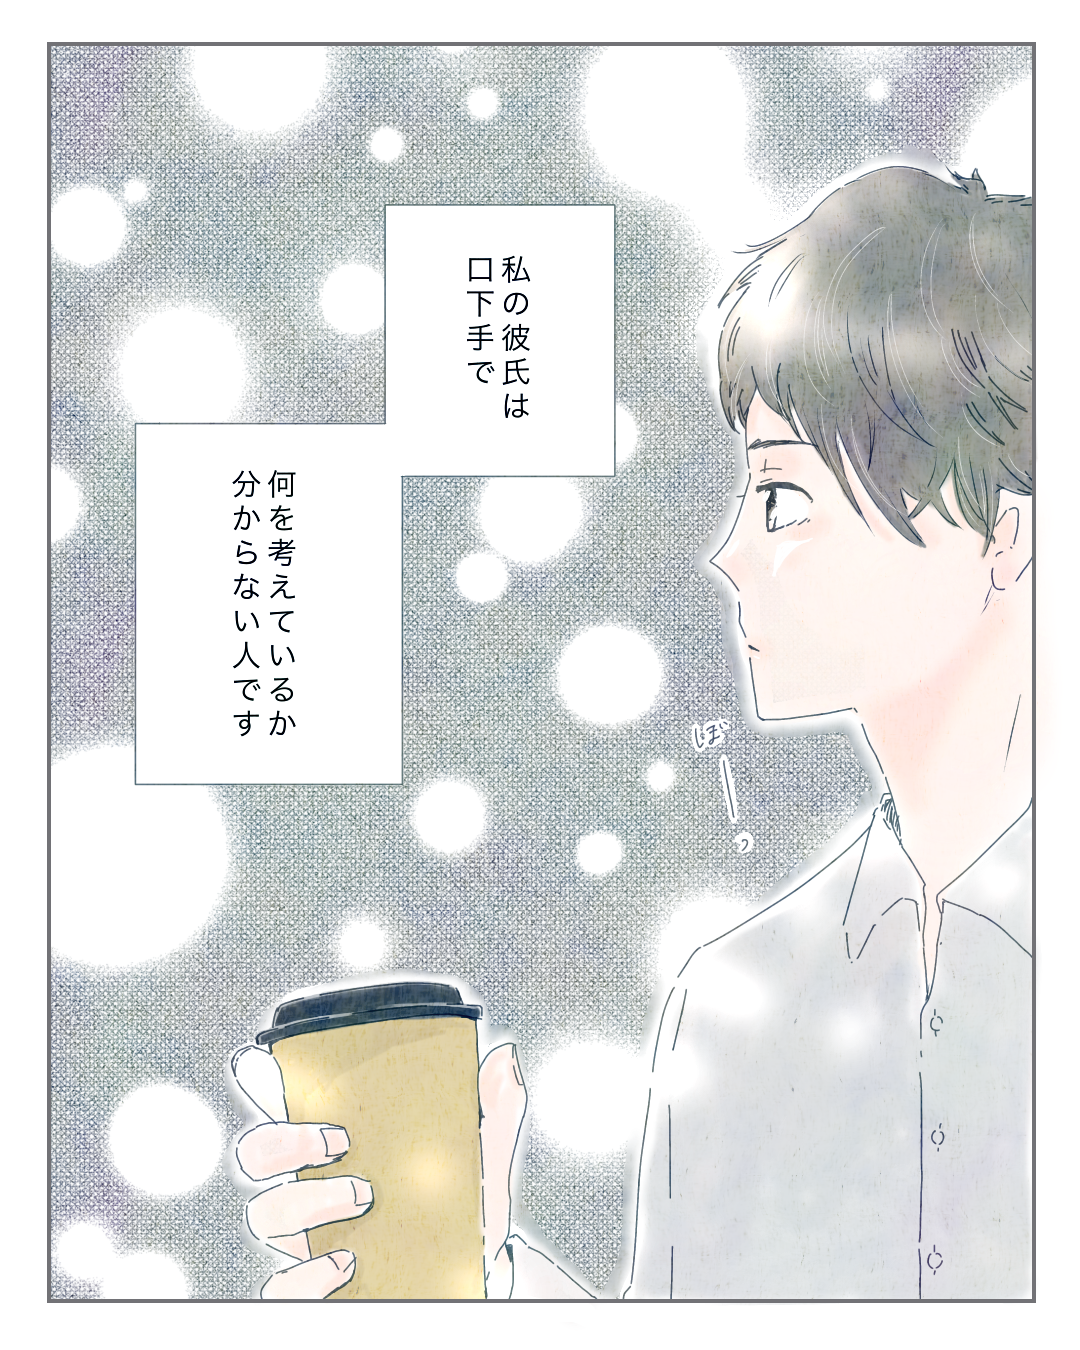 私の彼氏は
口下手で
何を考えているか
分からない人です
ぼーっ